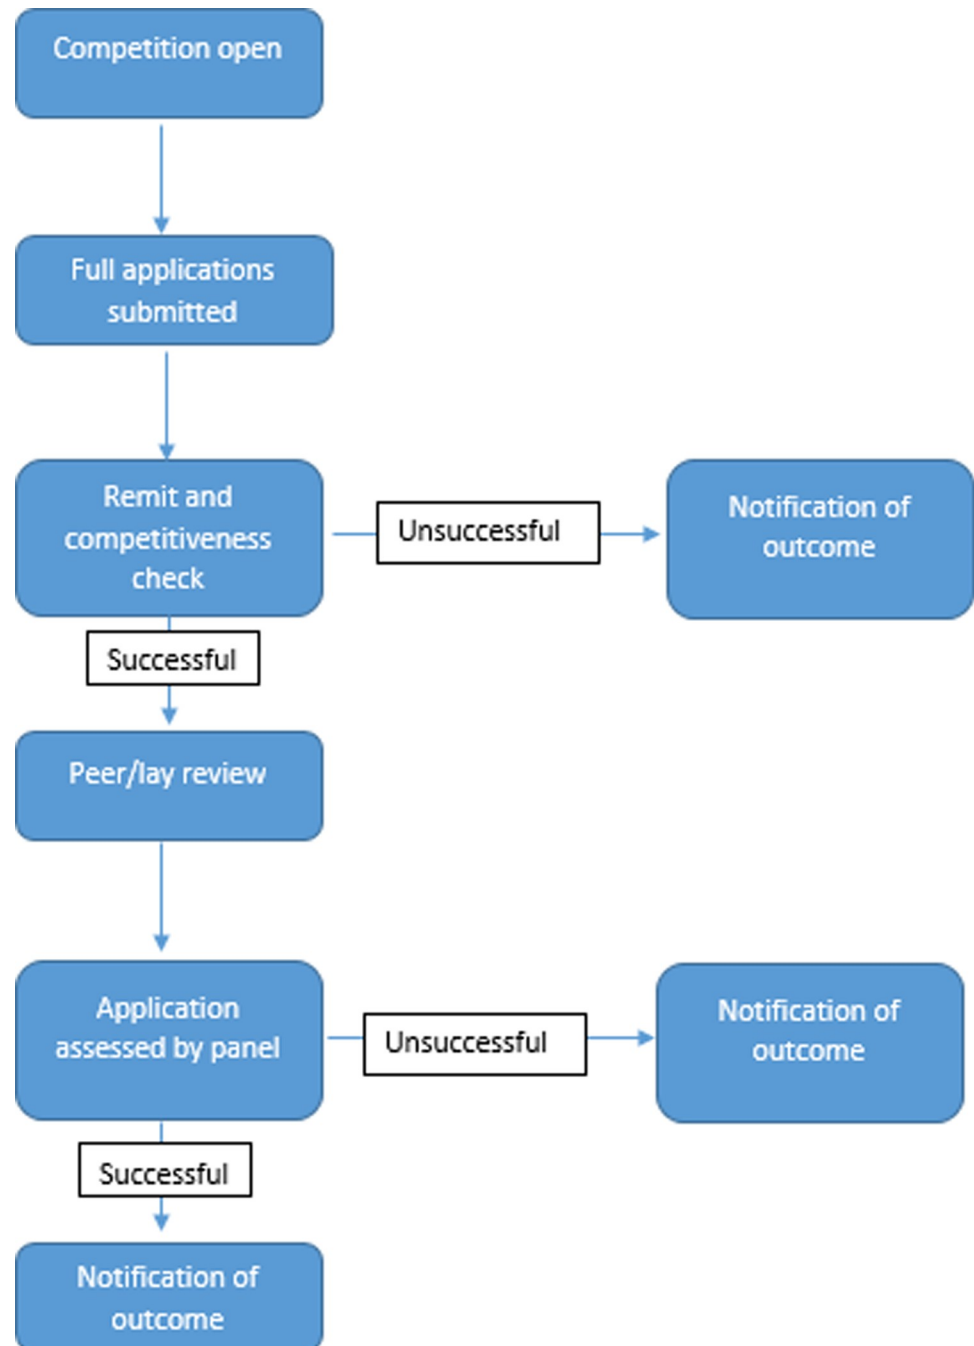 Competition open
Full applications
submitted
Remit and
competitiveness
check
Unsuccessful
Notification of
outcome
Successful
Peer/lay review
Application
assessed by panel
Unsuccessful
Notification of
outcome
Successful
Notification of
outcome